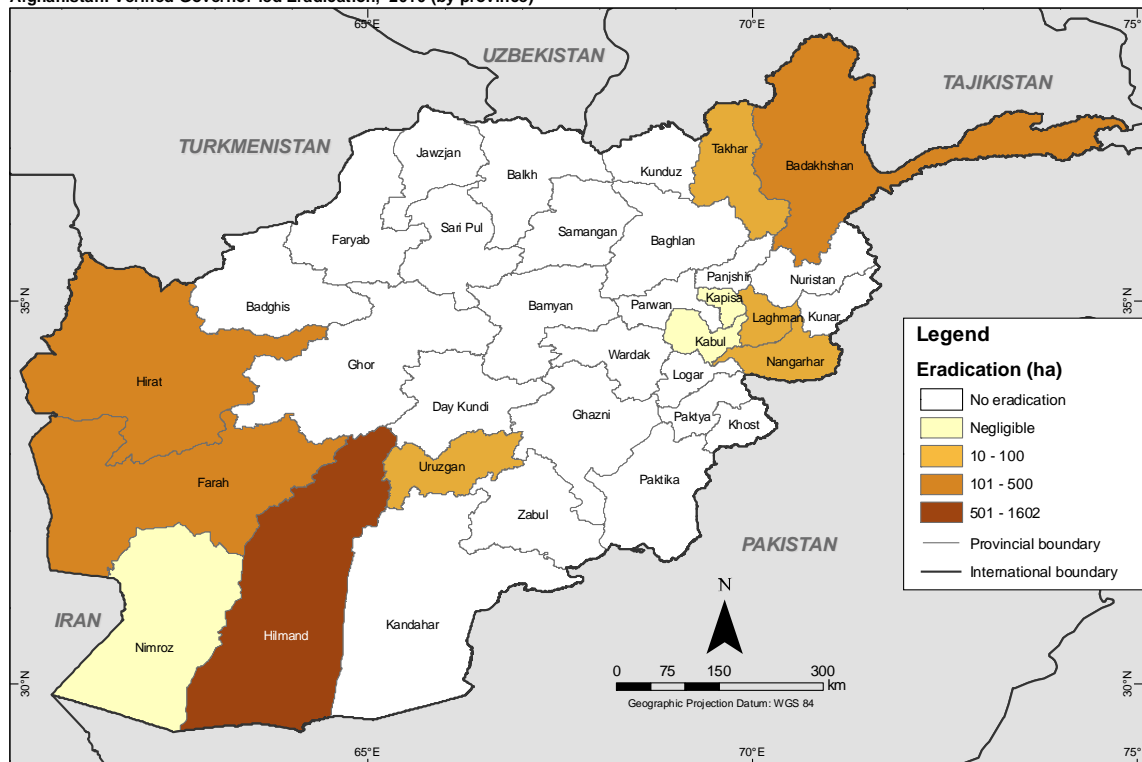 Afghanistan: Verified Governor-led Eradication, 2010 (by province)
65°E
70°E
75°E
UZBEKISTAN
TAJIKISTAN
TURKMENISTAN
Jawzjan
Balkh
Kunduz
Takhar
Badakhshan
Faryab
Sari Pul
Samangan
Baghlan
Panjshir
Nuristan
35°N
Badghis
Bamyan
Parwan
Kapisa
Laghman
Kunar
35°N
Kabul
Hirat
Ghor
Wardak
Nangarhar
Logar
Day Kundi
Ghazni
Paktya
Khost
Uruzgan
Farah
Paktika
Zabul
PAKISTAN
IRAN
Nimroz
Hilmand
Kandahar
Legend
Eradication (ha)
No eradication
Negligible
10 - 100
101 - 500
501 - 1602
Provincial boundary
International boundary
N
0 75 150 300
km
Geographic Projection Datum: WGS 84
30°N
30°N
65°E
70°E
75°E